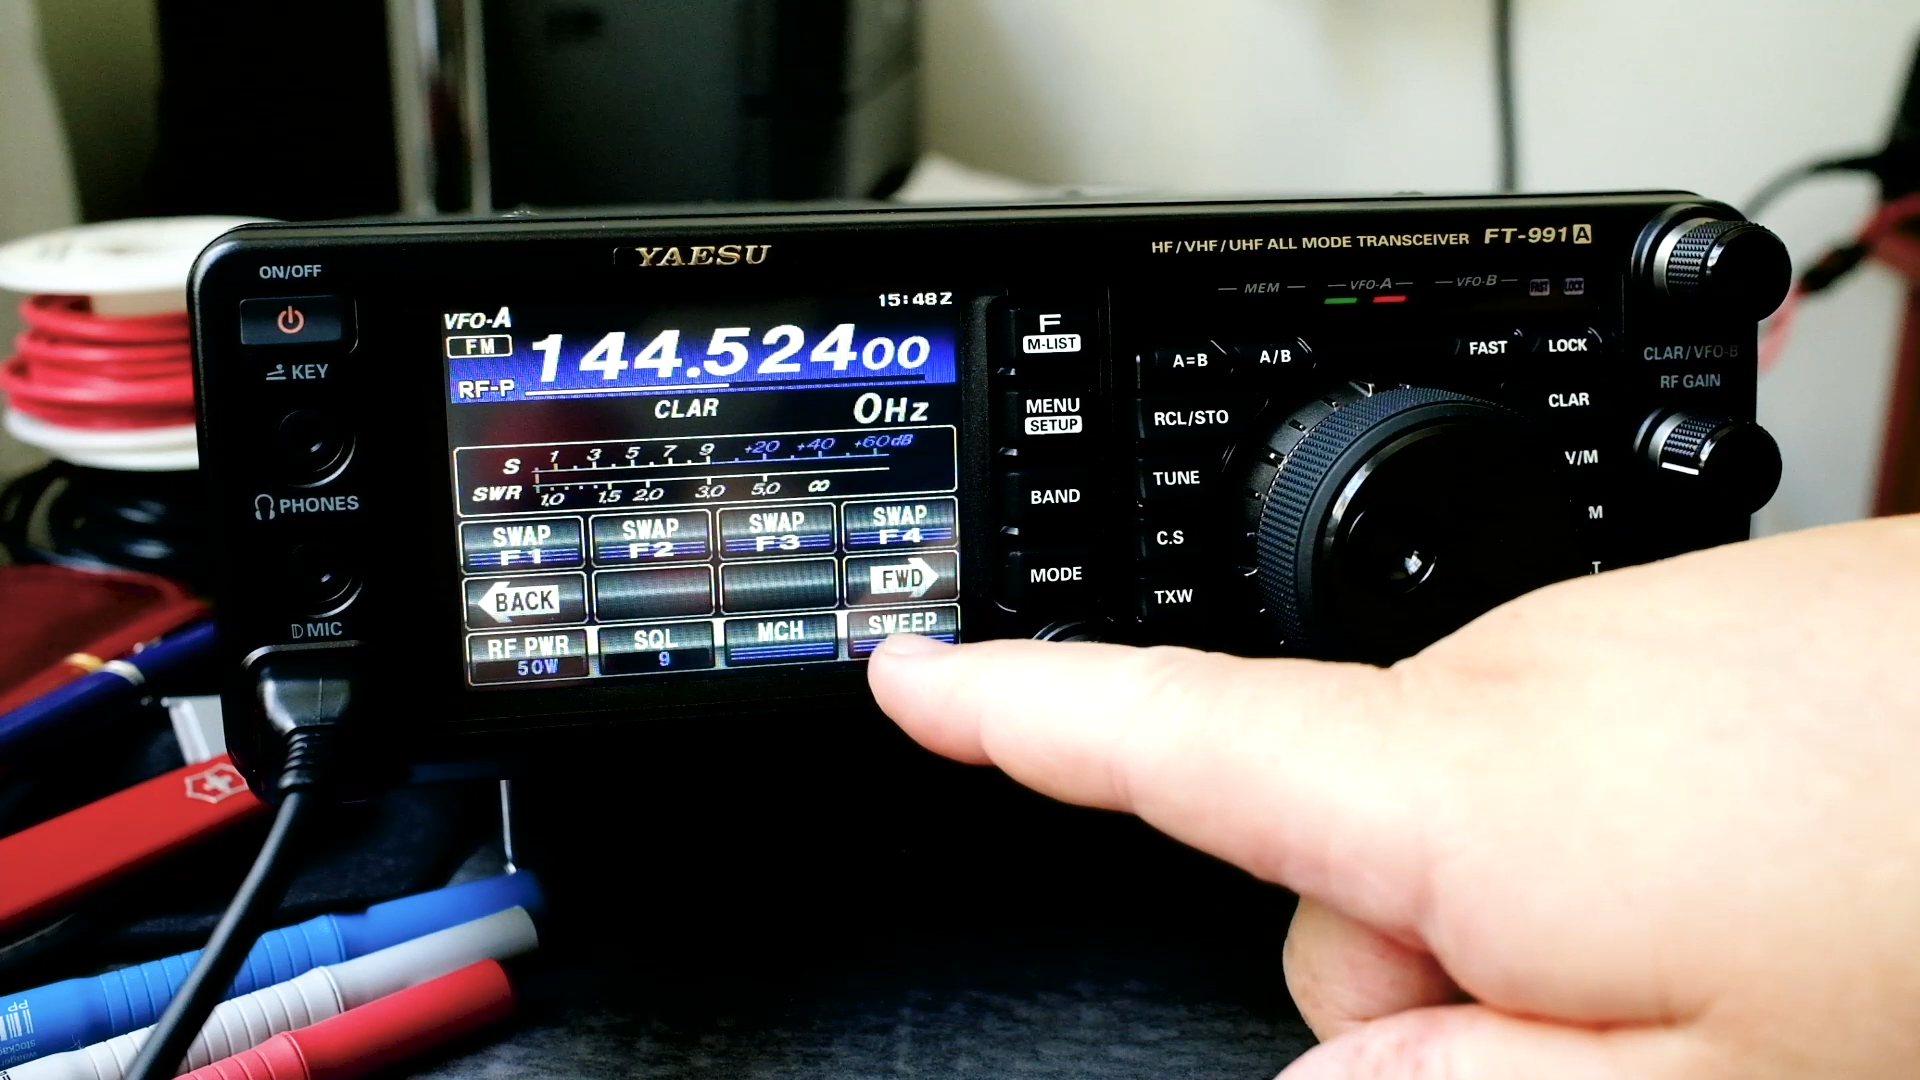 YAESU
HF/VHF/UHF ALL MODE TRANSCEIVER FT-991A
ON/OFF
KEY
PHONES
MIC
15:48Z
VFO-A
FM
144.52400
RF-P
CLAR 0Hz
S 1 3 5 7 9 +20 +40 +60dB
SWR 1.0 1.5 2.0 3.0 5.0 ∞
SWAP F1
SWAP F2
SWAP F3
SWAP F4
BACK
FWD
RF PWR 50W
SQL 9
MCH
SWEEP
F
M-LIST
MENU
SETUP
BAND
MODE
MEM VFO-A VFO-B FAST LOCK
A=B
A/B
FAST
LOCK
RCL/STO
TUNE
C.S
TXW
CLAR
V/M
M
CLAR/VFO-B
RF GAIN
PP